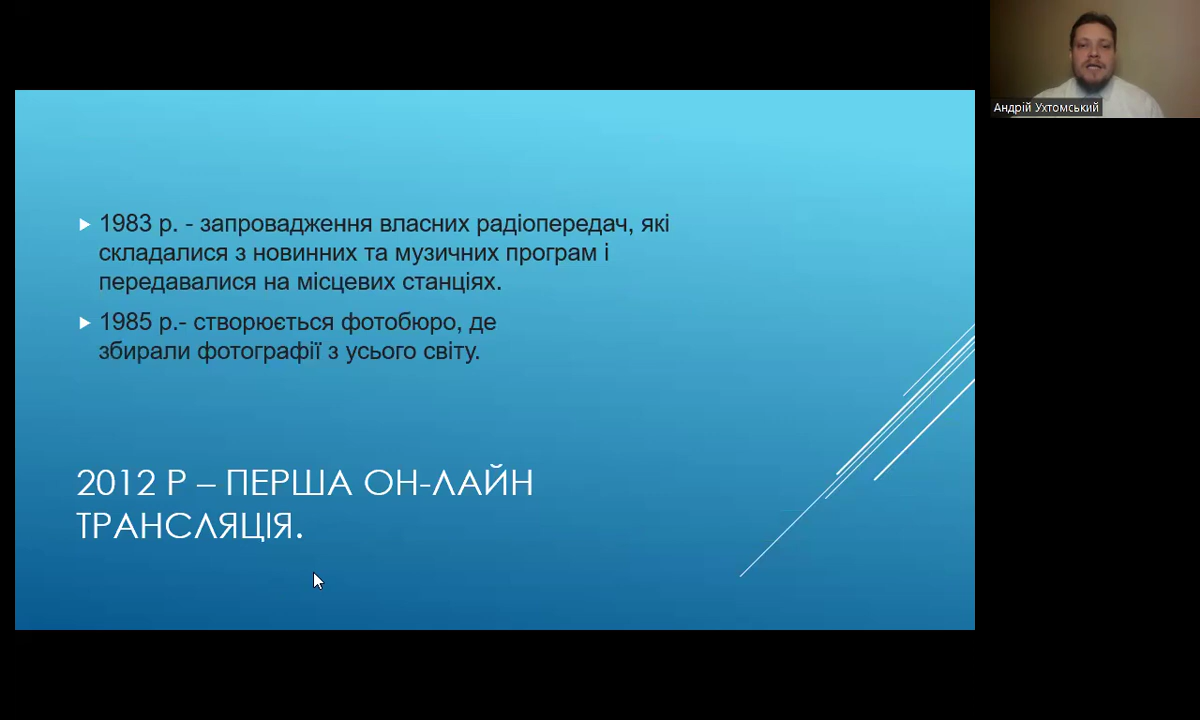 1983 р. - запровадження власних радіопередач, які
складалися з новинних та музичних програм і
передавалися на місцевих станціях.
1985 р.- створюється фотобюро, де
збирали фотографії з усього світу.
2012 Р – ПЕРША ОН-ЛАЙН
ТРАНСЛЯЦІЯ.
Андрій Ухтомський